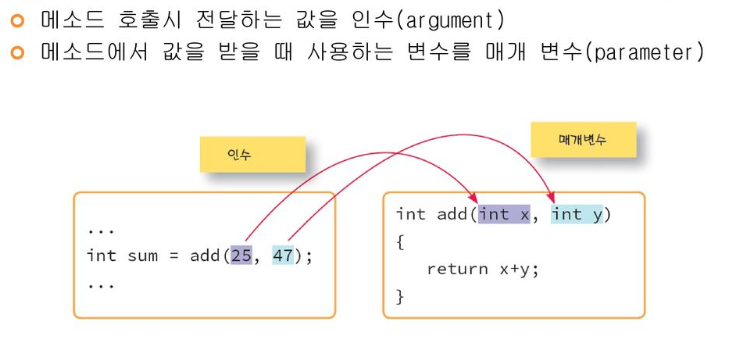 메소드 호출시 전달하는 값을 인수(argument)
메소드에서 값을 받을 때 사용하는 변수를 매개 변수(parameter)
인수
매개변수
...
int sum = add(25, 47);
...
int add(int x, int y)
{
return x+y;
}